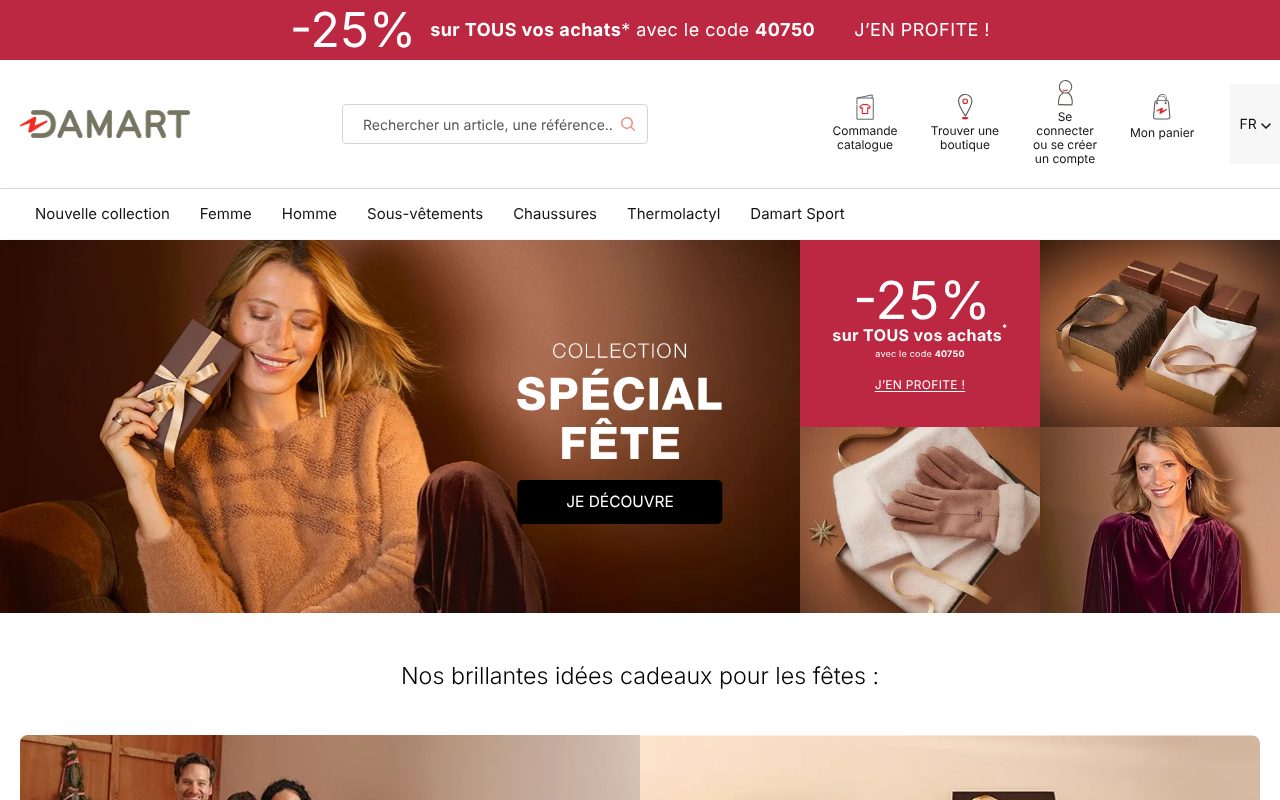 -25% sur TOUS vos achats* avec le code 40750 J'EN PROFITE !
DAMART
Rechercher un article, une référence..
Commande
catalogue
Trouver une
boutique
Se
connecter
ou se créer
un compte
Mon panier
FR
Nouvelle collection
Femme
Homme
Sous-vêtements
Chaussures
Thermolactyl
Damart Sport
COLLECTION
SPÉCIAL
FÊTE
JE DÉCOUVRE
-25%
sur TOUS vos achats*
avec le code 40750
J'EN PROFITE !
Nos brillantes idées cadeaux pour les fêtes :